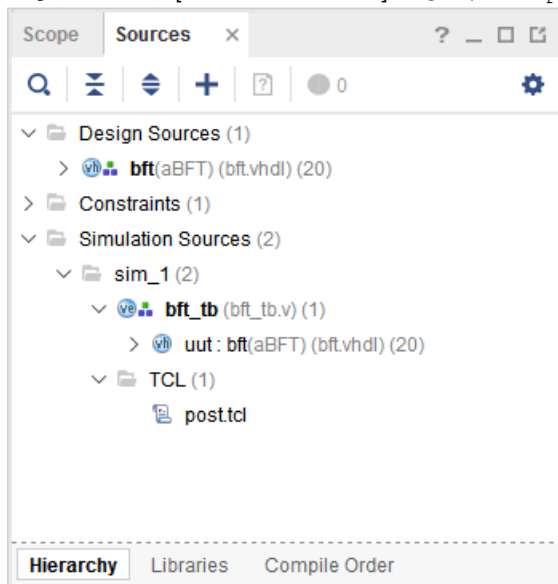 Scope Sources × ? _
0
Design Sources (1)
bft(aBFT) (bft.vhdl) (20)
Constraints (1)
Simulation Sources (2)
sim_1 (2)
bft_tb (bft_tb.v) (1)
uut : bft(aBFT) (bft.vhdl) (20)
TCL (1)
post.tcl
Hierarchy Libraries Compile Order